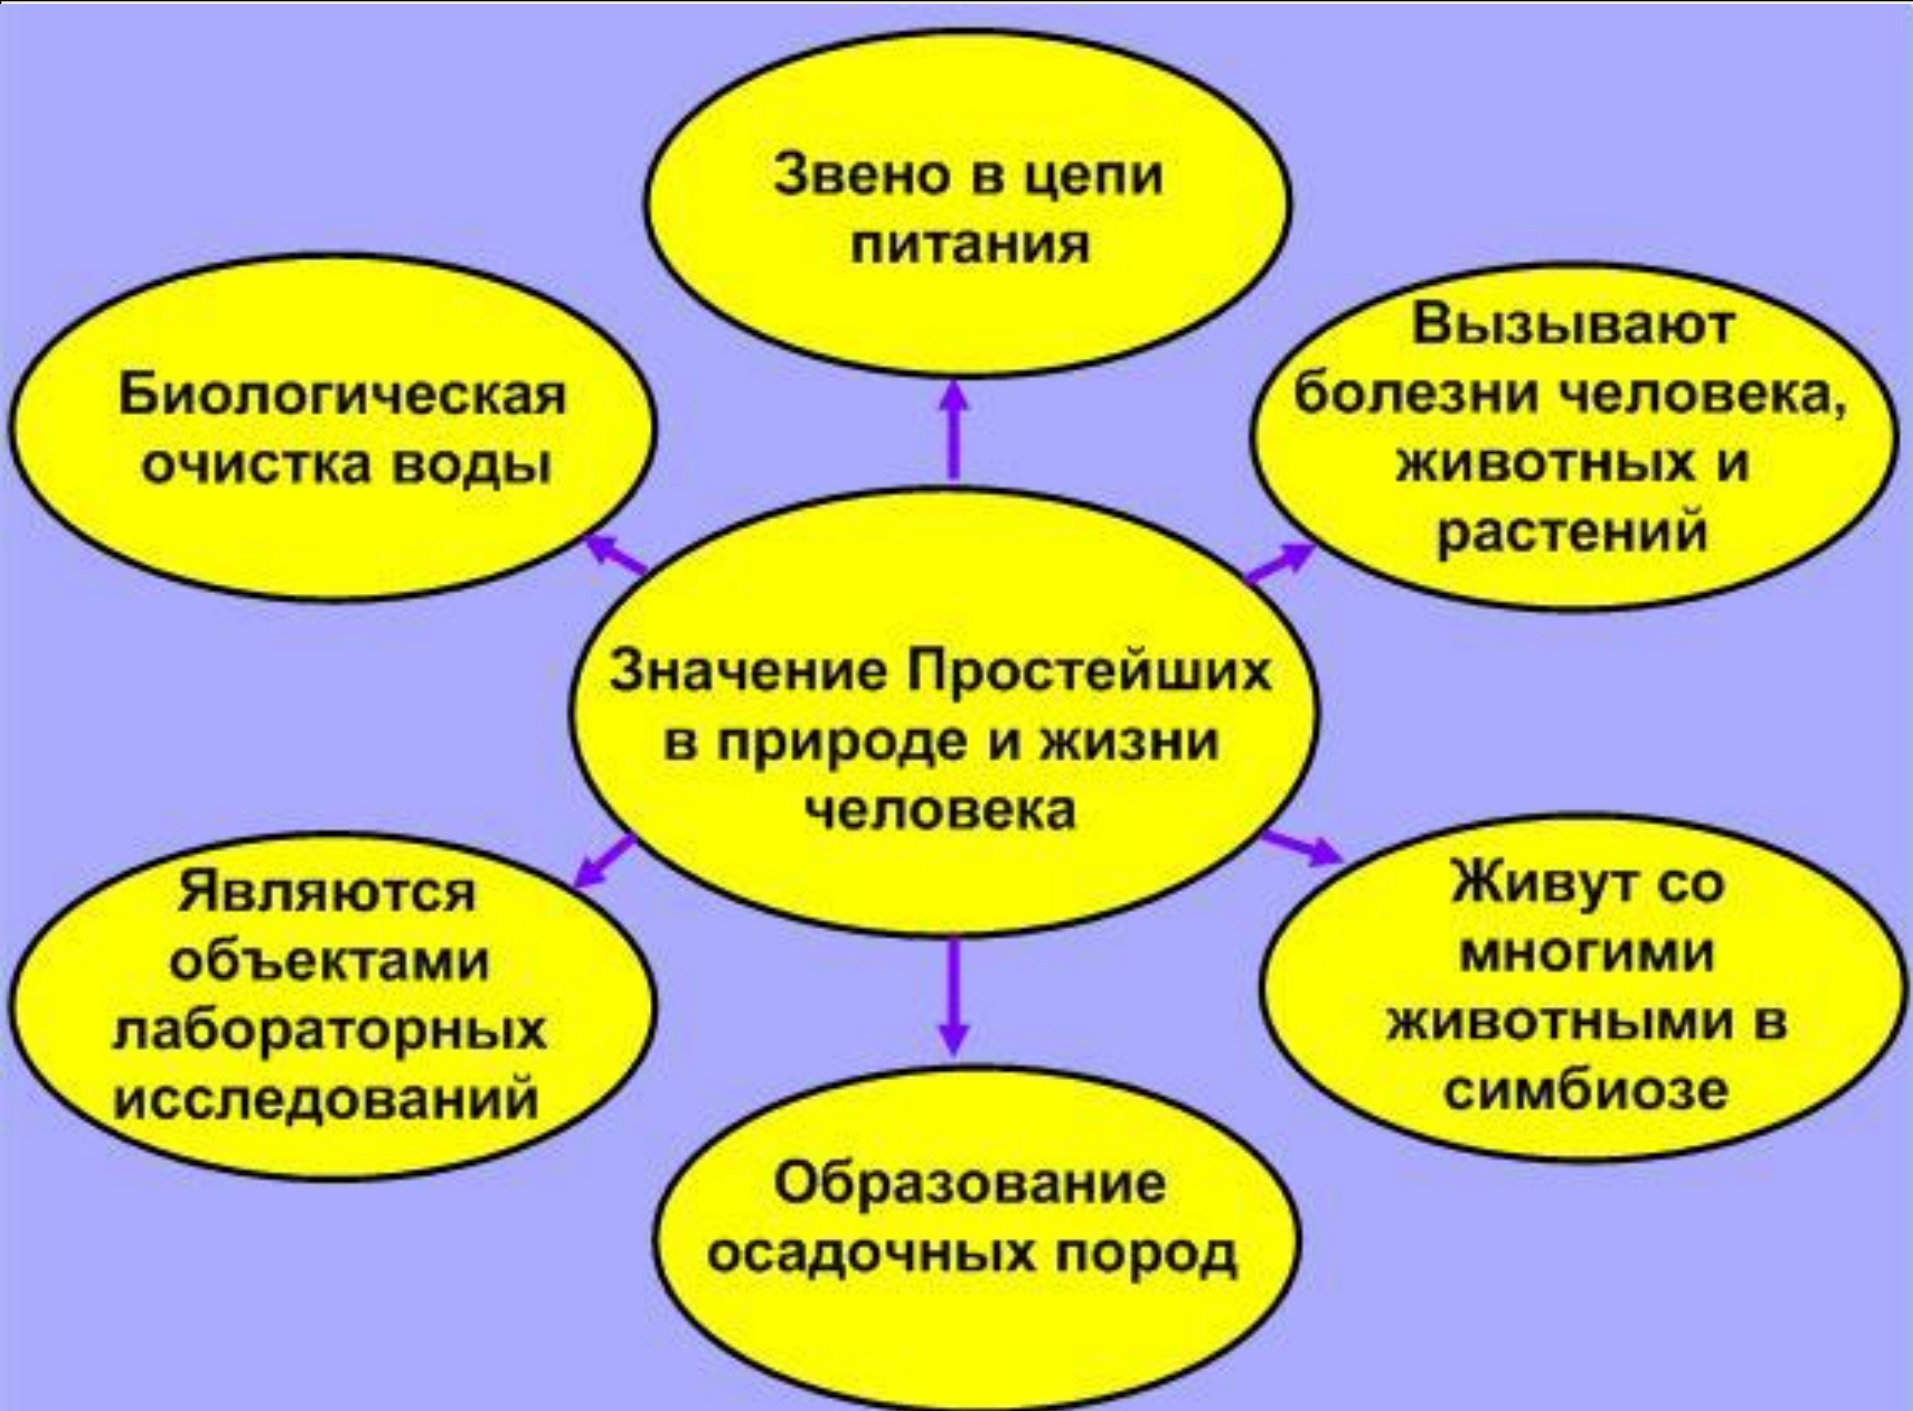 Звено в цепи
питания
Биологическая
очистка воды
Вызывают
болезни человека,
животных и
растений
Значение Простейших
в природе и жизни
человека
Являются
объектами
лабораторных
исследований
Живут со
многими
животными в
симбиозе
Образование
осадочных пород